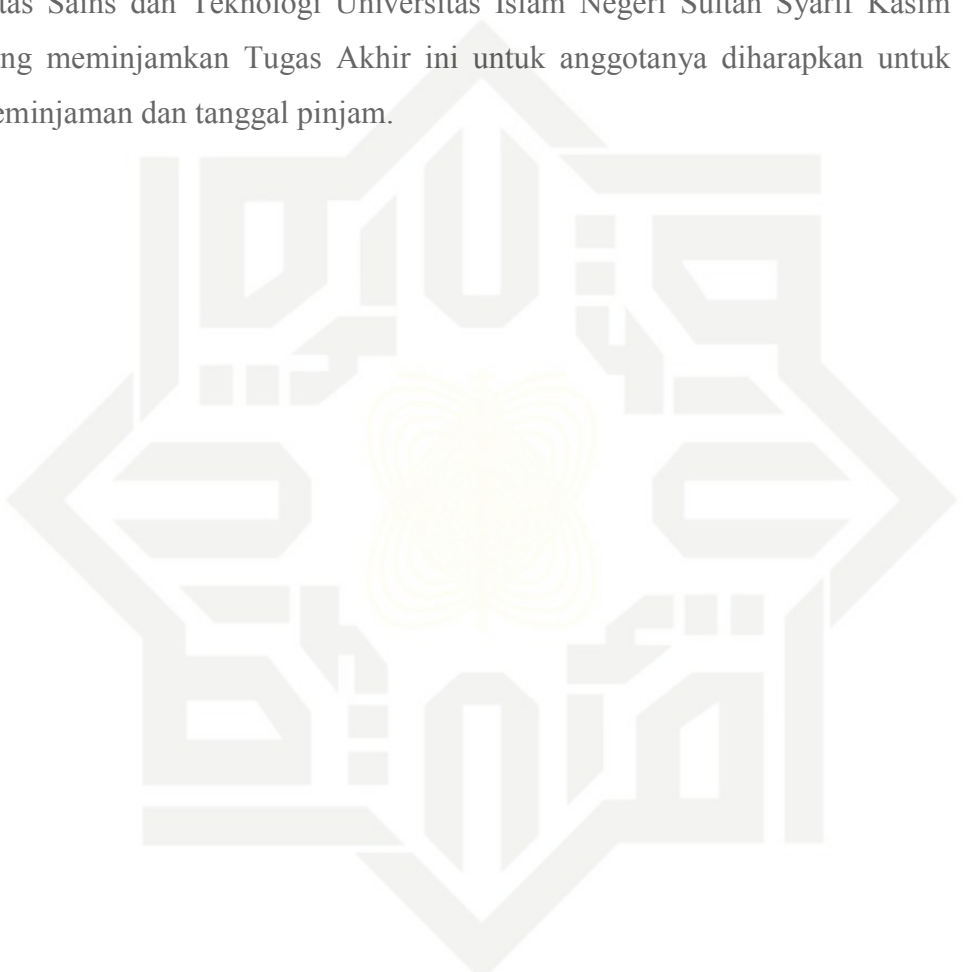 tas Sains dan Teknologi Universitas Islam Negeri Sultan Syarif Kasim
ng meminjamkan Tugas Akhir ini untuk anggotanya diharapkan untuk
eminjaman dan tanggal pinjam.